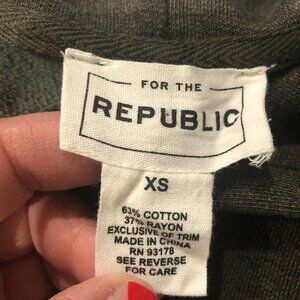 FOR THE
REPUBLIC
XS
63% COTTON
37% RAYON
EXCLUSIVE OF TRIM
MADE IN CHINA
RN 93178
SEE REVERSE
FOR CARE